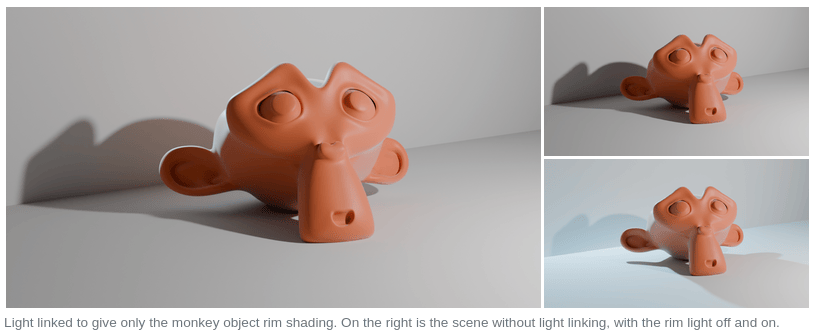 Light linked to give only the monkey object rim shading. On the right is the scene without light linking, with the rim light off and on.